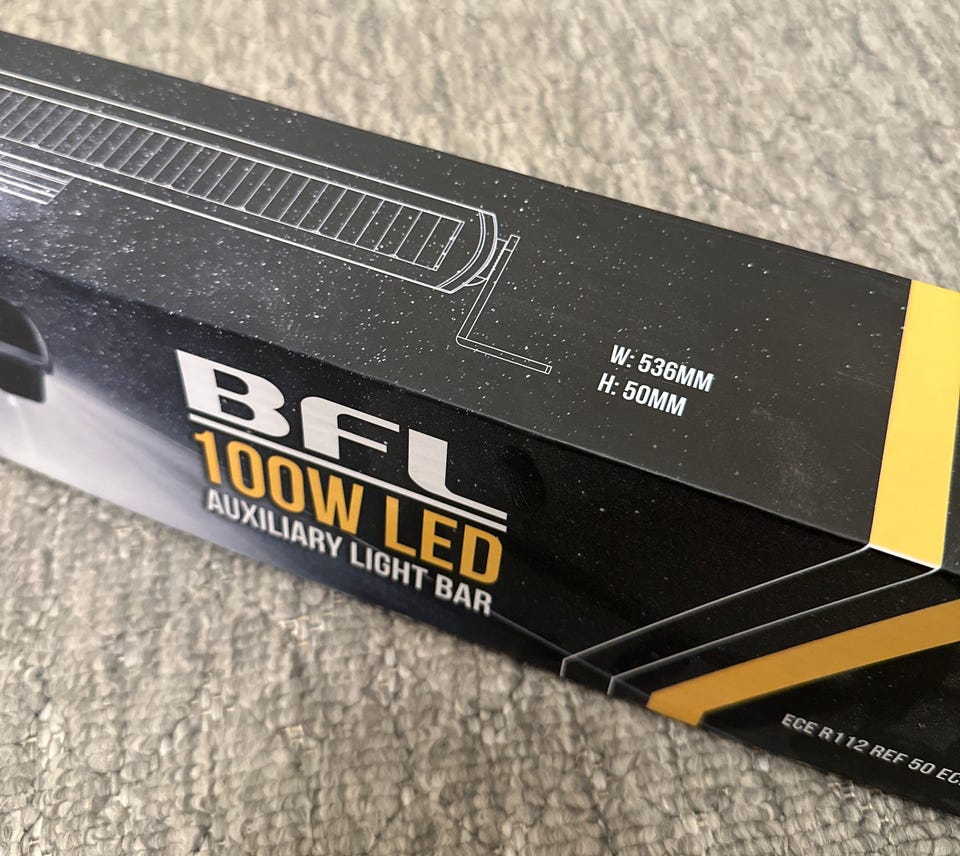 W: 536MM
H: 50MM
BFL
100W LED
AUXILIARY LIGHT BAR
ECE R112 REF 50